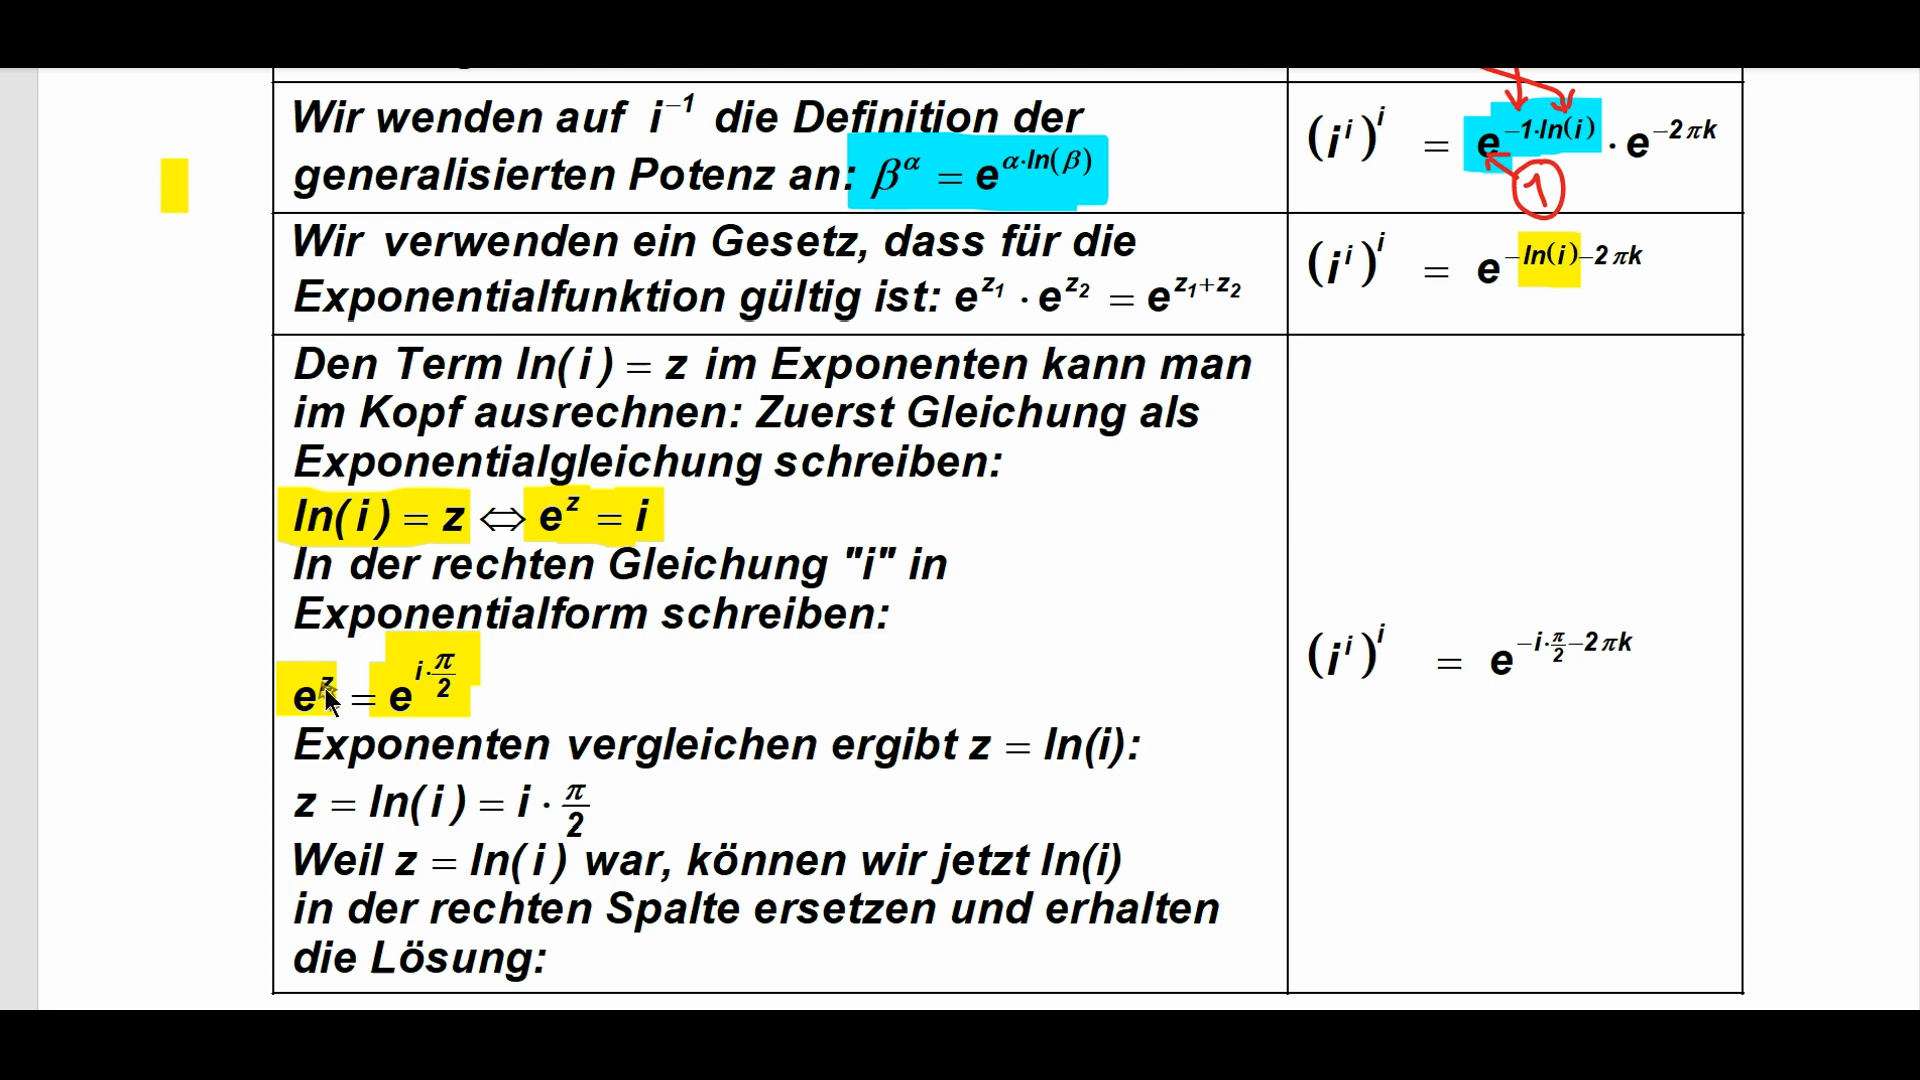 Wir wenden auf i⁻¹ die Definition der
generalisierten Potenz an: β^α = e^(α·ln(β))
(i^i)^i = e^(−1·ln(i)) · e^(−2πk)
1
Wir verwenden ein Gesetz, dass für die
Exponentialfunktion gültig ist: e^(z₁) · e^(z₂) = e^(z₁+z₂)
(i^i)^i = e^(−ln(i)−2πk)
Den Term ln(i) = z im Exponenten kann man
im Kopf ausrechnen: Zuerst Gleichung als
Exponentialgleichung schreiben:
ln(i) = z ⇔ e^z = i
In der rechten Gleichung "i" in
Exponentialform schreiben:
e^z = e^(i·π/2)
Exponenten vergleichen ergibt z = ln(i):
z = ln(i) = i · π/2
Weil z = ln(i) war, können wir jetzt ln(i)
in der rechten Spalte ersetzen und erhalten
die Lösung:
(i^i)^i = e^(−i·π/2−2πk)